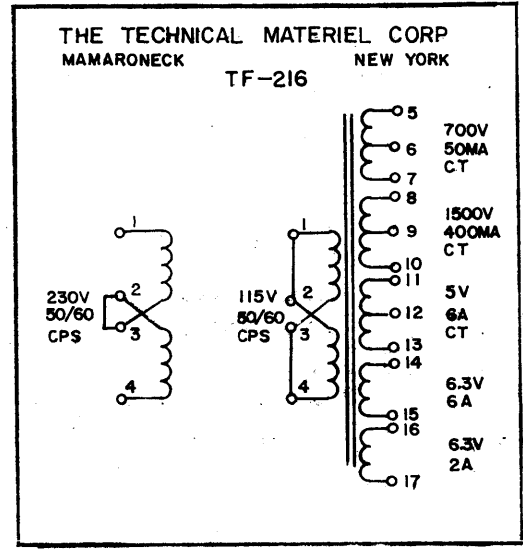 THE TECHNICAL MATERIEL CORP
MAMARONECK NEW YORK
TF-216
5
700V
6 50MA
7 CT
8
1500V
9 400MA
CT
10
11
5V
12 6A
CT
13
14
6.3V
6A
15
16
6.3V
2A
17
1
230V 2
50/60
CPS 3
4
1
115V 2
50/60
CPS 3
4